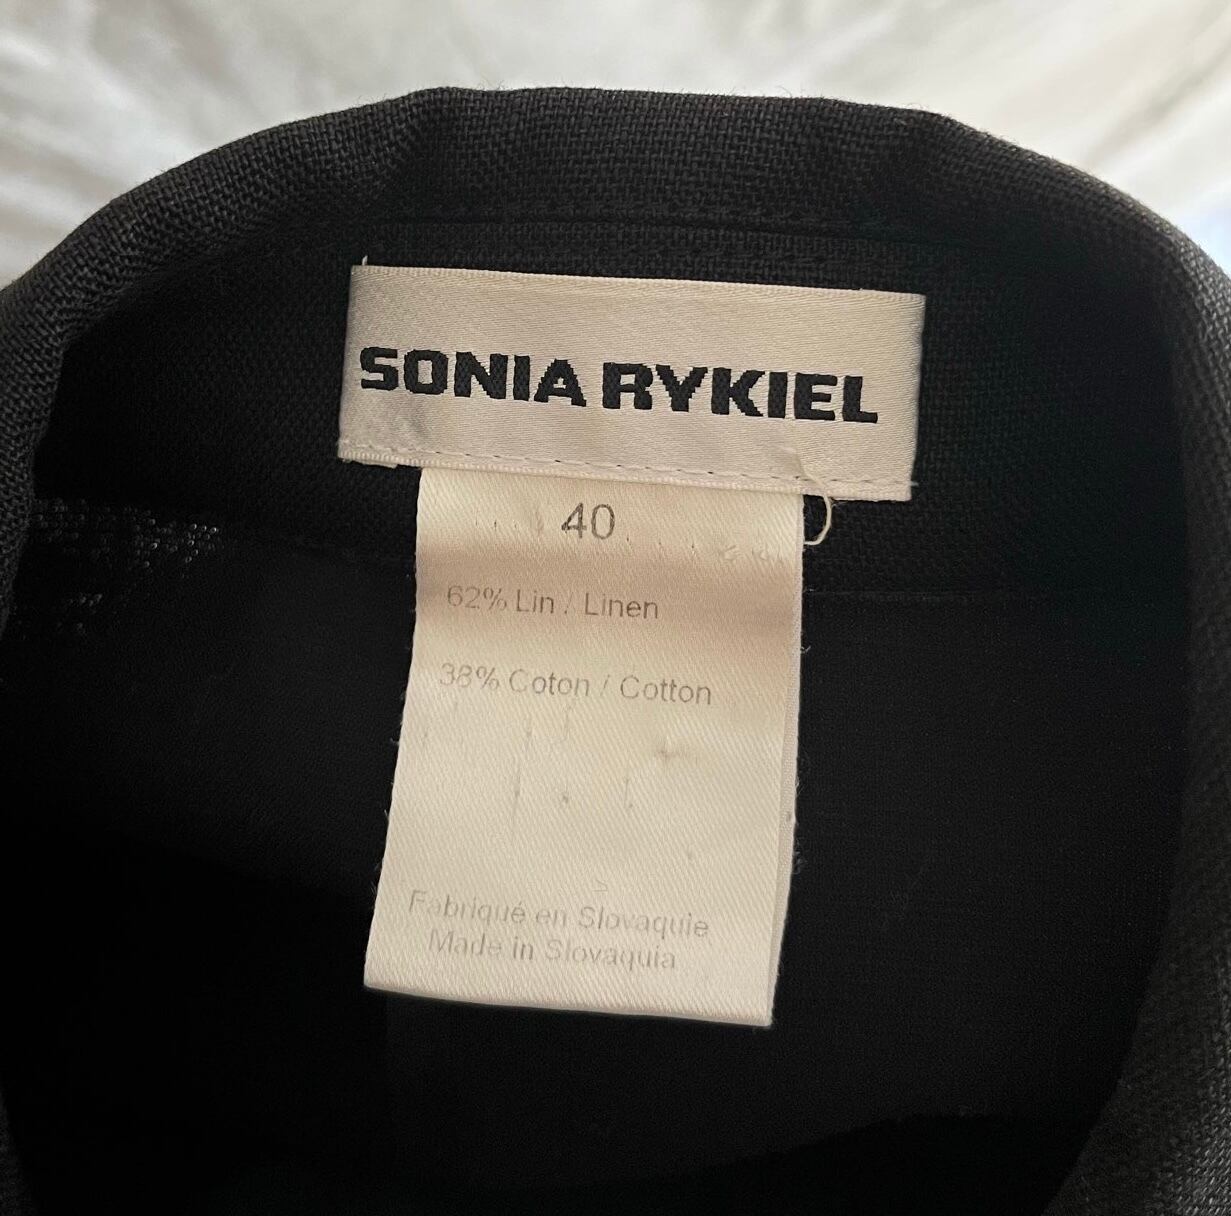 SONIA RYKIEL
40
62% Lin / Linen
38% Coton / Cotton
Fabriqué en Slovaquie
Made in Slovaquia